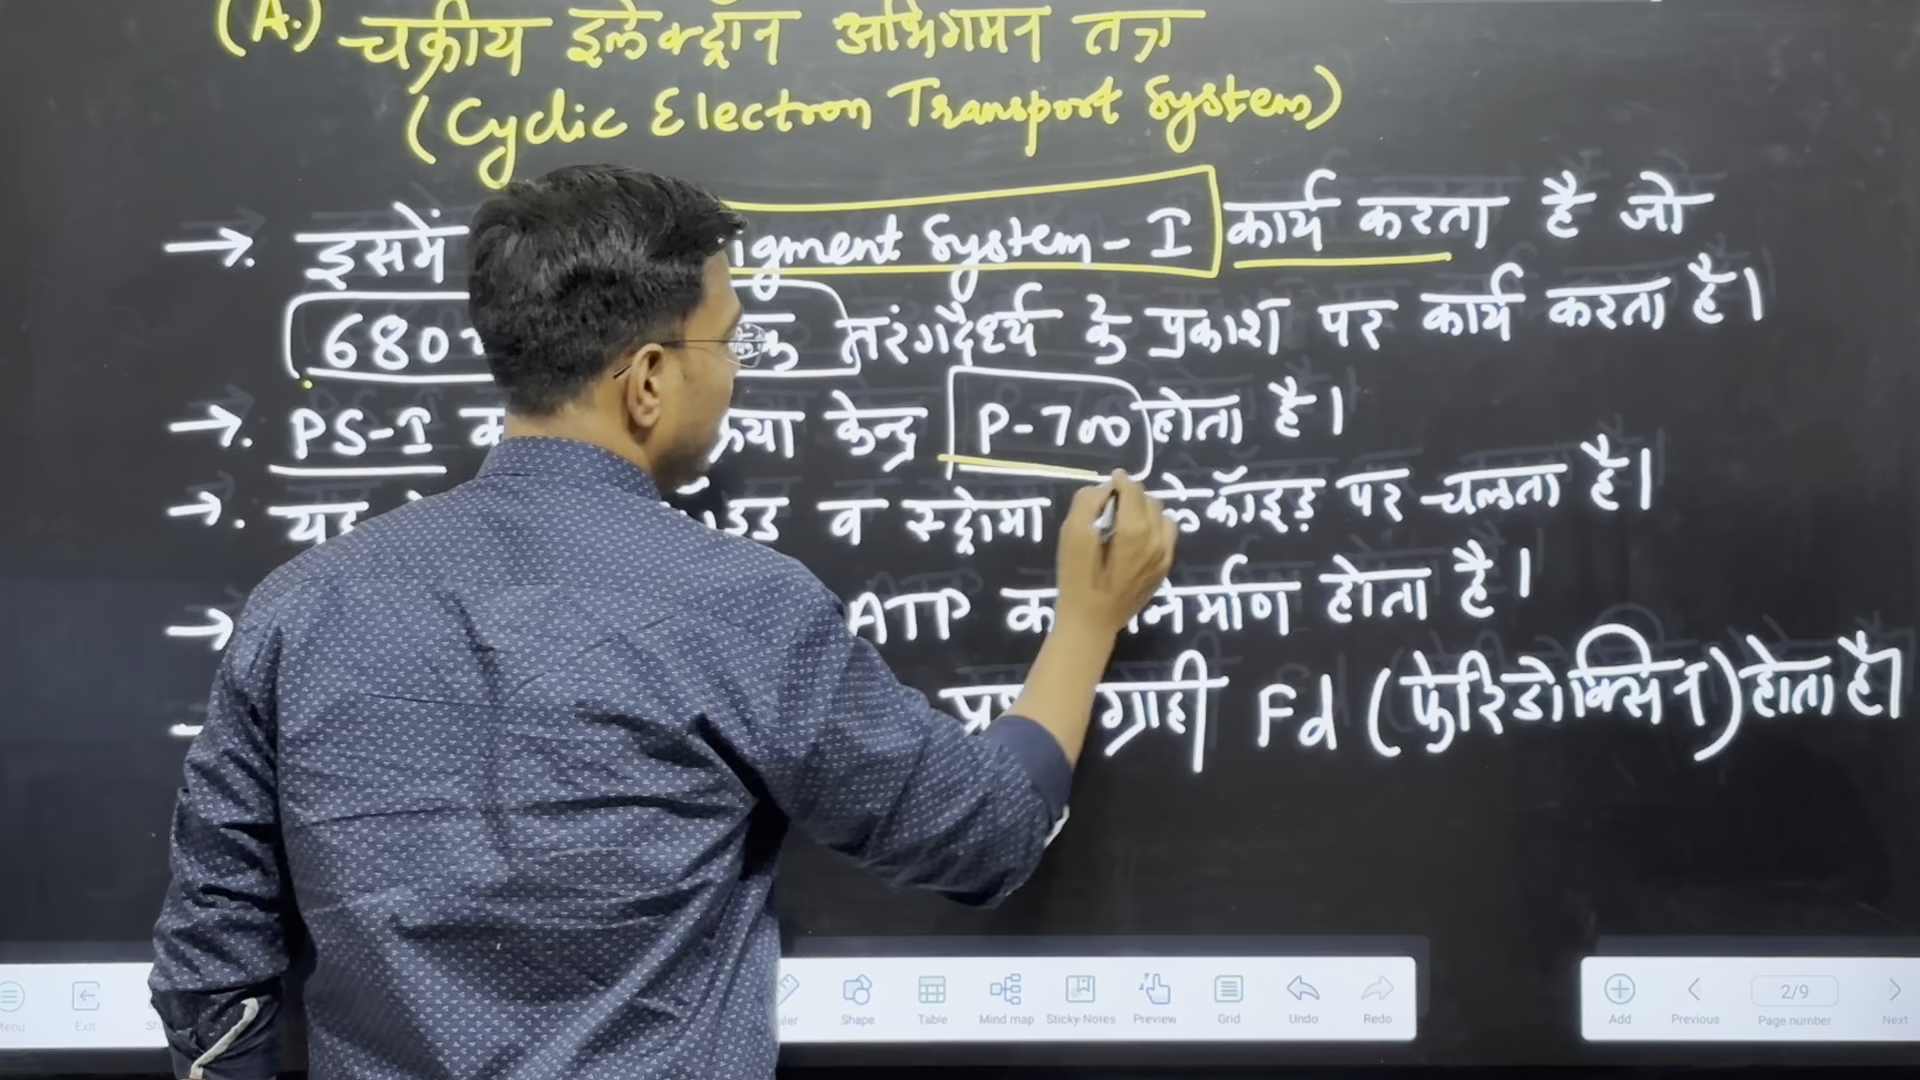 (A.) चक्रीय इलेक्ट्रॉन अभिगमन तन्त्र
(Cyclic Electron Transport System)
→. इसमें igment System-I कार्य करता है जो
680 तरंगदैर्ध्य के प्रकाश पर कार्य करता है।
→. PS-I क्रिया केन्द्र P-700 होता है।
→. यह व स्ट्रोमा पर चलता है।
→ ATP का निर्माण होता है।
ग्राही Fd (फेरिडोक्सिन) होता है।
Exit Shape Table Mind map Sticky-Notes Preview Grid Undo Redo Add Previous 2/9 Page number Next